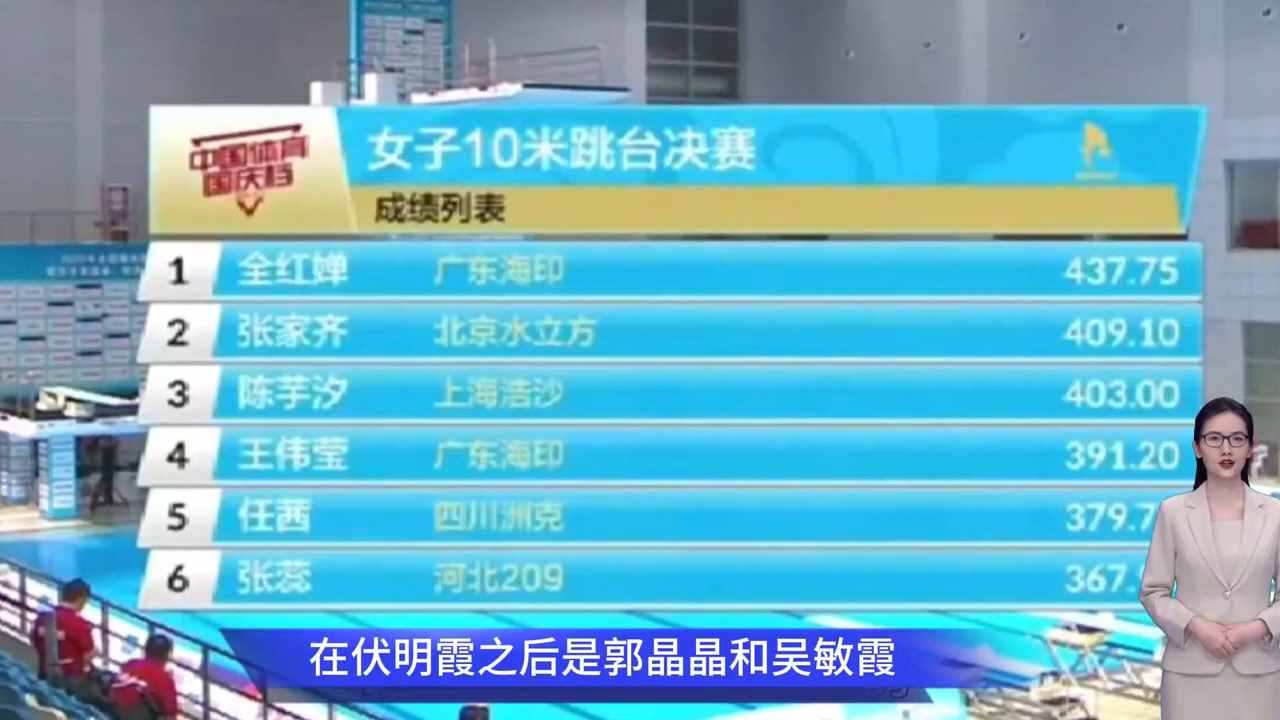 中国体育
国庆档
女子10米跳台决赛
成绩列表
1 全红婵 广东海印 437.75
2 张家齐 北京水立方 409.10
3 陈芋汐 上海浩沙 403.00
4 王伟莹 广东海印 391.20
5 任茜 四川洲克 379.7
6 张蕊 河北209 367.
在伏明霞之后是郭晶晶和吴敏霞